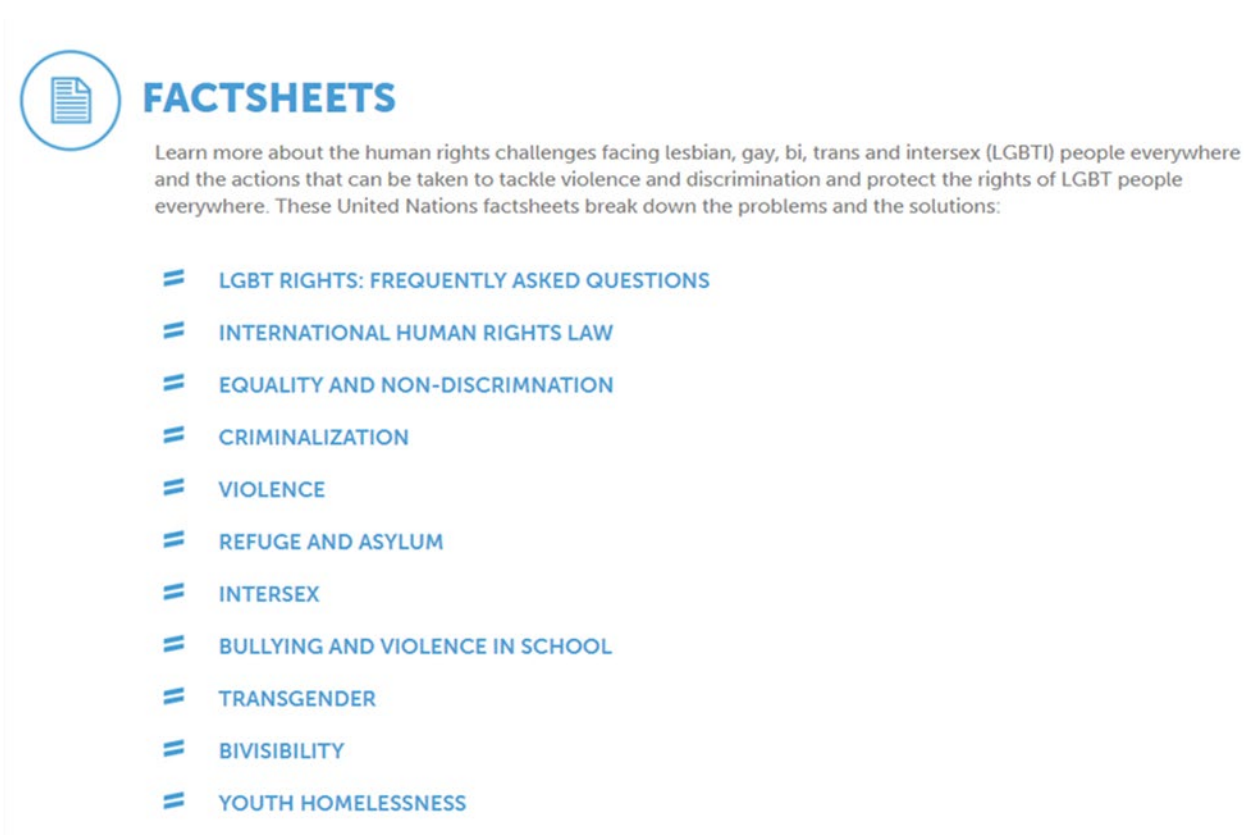 FACTSHEETS
Learn more about the human rights challenges facing lesbian, gay, bi, trans and intersex (LGBTI) people everywhere
and the actions that can be taken to tackle violence and discrimination and protect the rights of LGBT people
everywhere. These United Nations factsheets break down the problems and the solutions:
LGBT RIGHTS: FREQUENTLY ASKED QUESTIONS
INTERNATIONAL HUMAN RIGHTS LAW
EQUALITY AND NON-DISCRIMNATION
CRIMINALIZATION
VIOLENCE
REFUGE AND ASYLUM
INTERSEX
BULLYING AND VIOLENCE IN SCHOOL
TRANSGENDER
BIVISIBILITY
YOUTH HOMELESSNESS